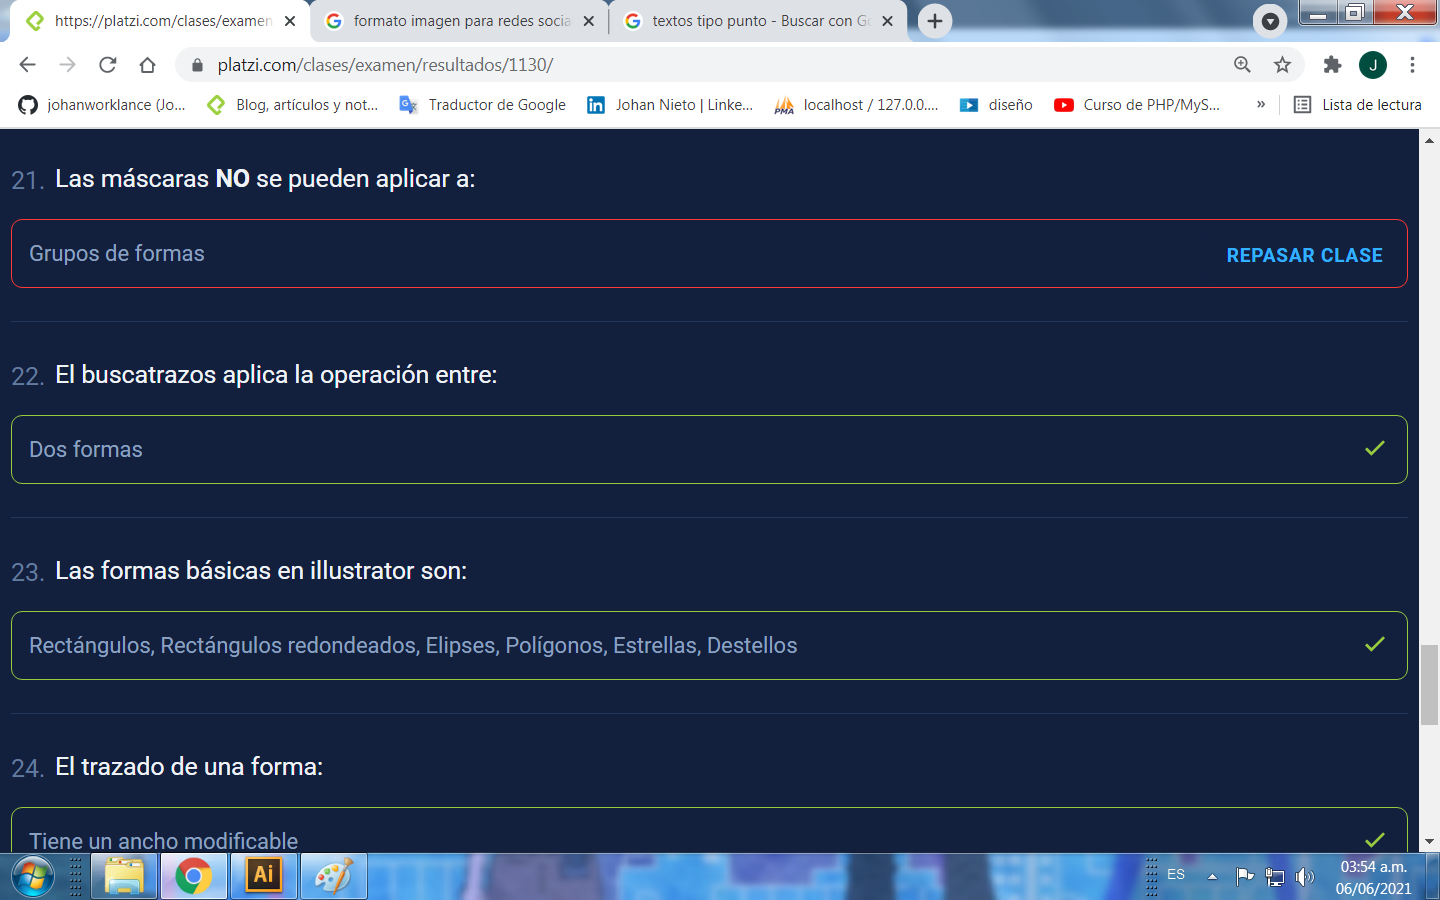 https://platzi.com/clases/examen
formato imagen para redes socia
textos tipo punto - Buscar con Go
platzi.com/clases/examen/resultados/1130/
J
johanworklance (Jo...
Blog, artículos y not...
Traductor de Google
Johan Nieto | Linke...
localhost / 127.0.0....
diseño
Curso de PHP/MyS...
»
Lista de lectura
21. Las máscaras NO se pueden aplicar a:
Grupos de formas
REPASAR CLASE
22. El buscatrazos aplica la operación entre:
Dos formas
23. Las formas básicas en illustrator son:
Rectángulos, Rectángulos redondeados, Elipses, Polígonos, Estrellas, Destellos
24. El trazado de una forma:
Tiene un ancho modificable
Ai
ES
03:54 a.m.
06/06/2021